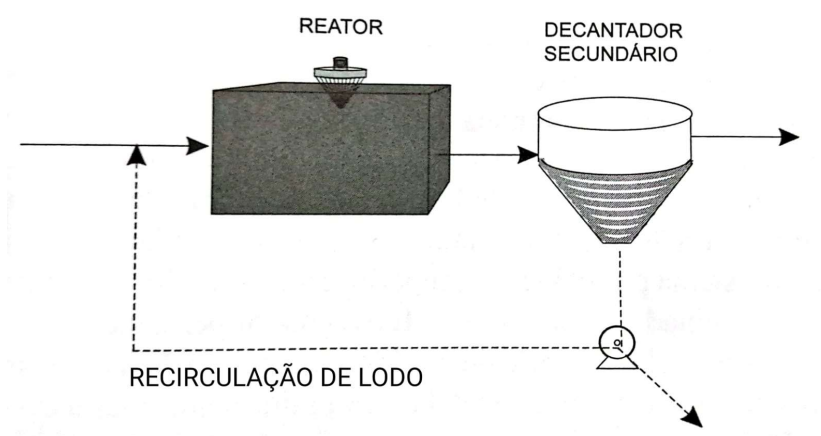 REATOR
DECANTADOR
SECUNDÁRIO
RECIRCULAÇÃO DE LODO